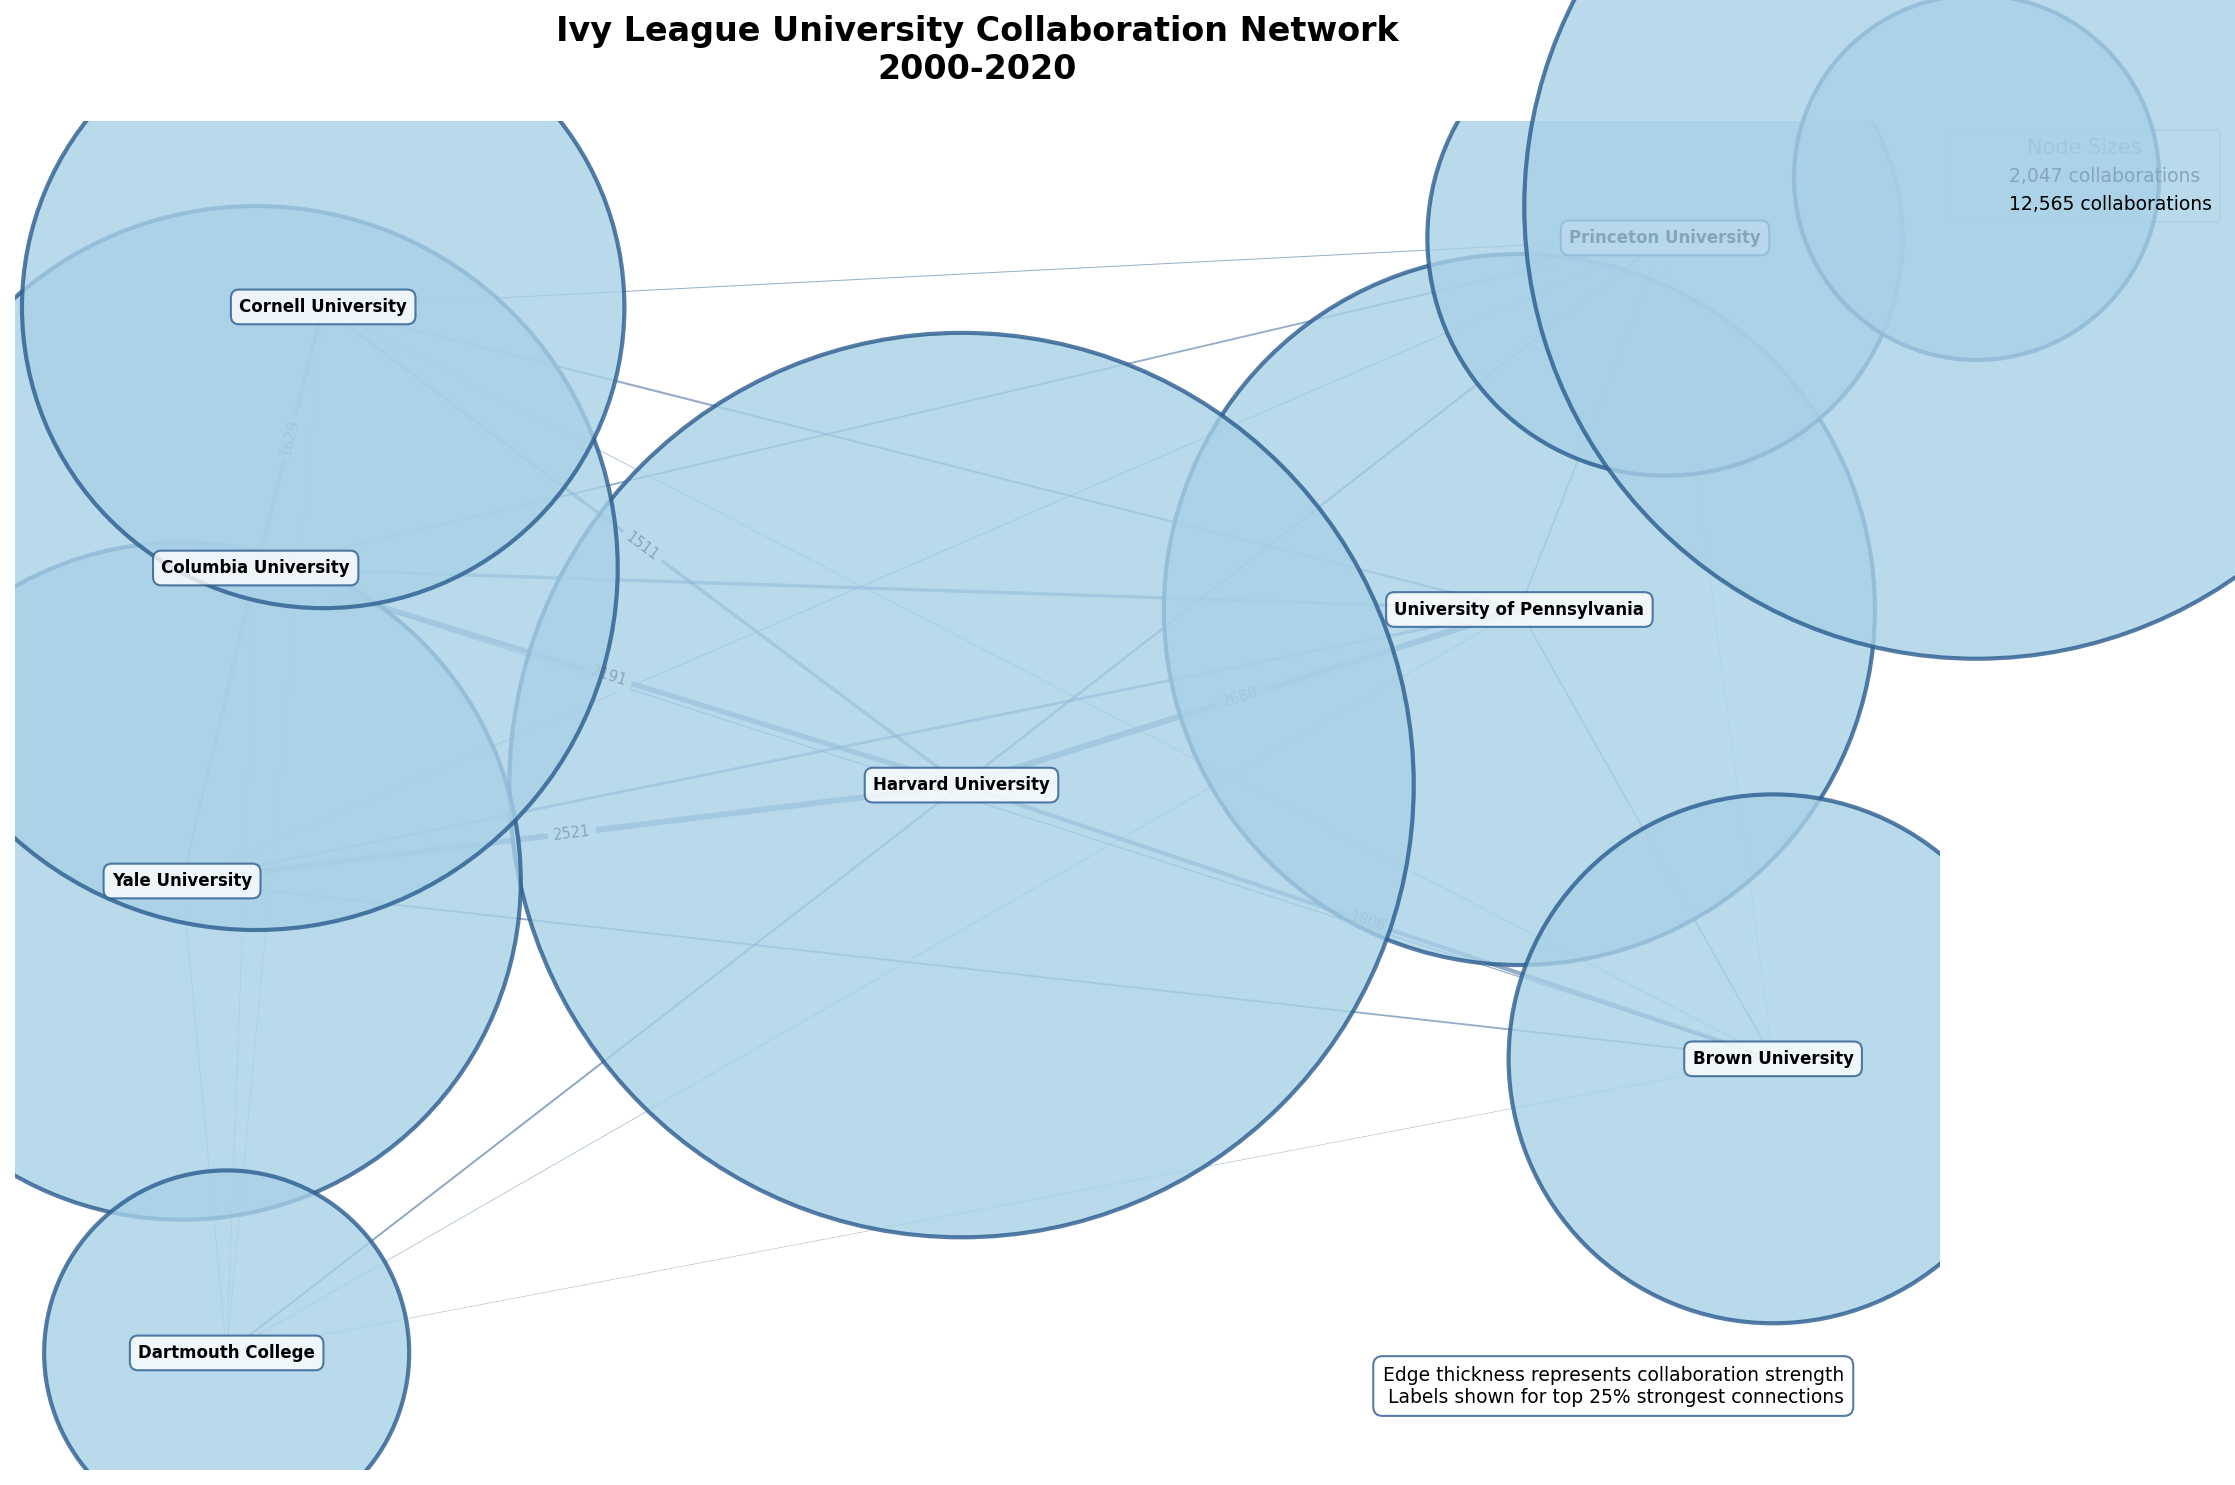 Ivy League University Collaboration Network
2000-2020
Node Sizes
2,047 collaborations
12,565 collaborations
Princeton University
Cornell University
1629
1511
Columbia University
University of Pennsylvania
2688
Harvard University
2521
Yale University
1806
Brown University
Dartmouth College
Edge thickness represents collaboration strength
Labels shown for top 25% strongest connections